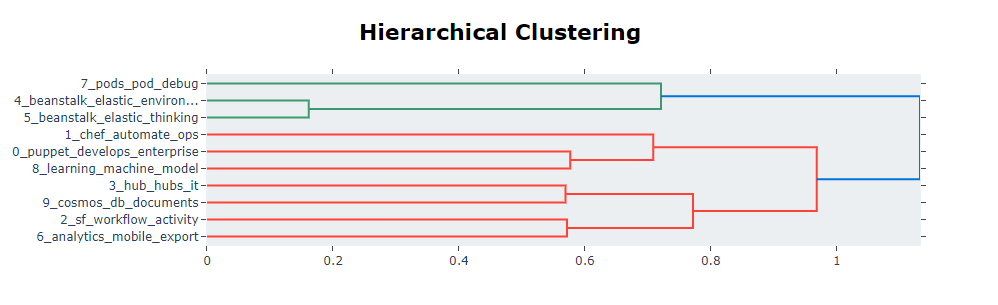 Hierarchical Clustering
7_pods_pod_debug
4_beanstalk_elastic_environ...
5_beanstalk_elastic_thinking
1_chef_automate_ops
0_puppet_develops_enterprise
8_learning_machine_model
3_hub_hubs_it
9_cosmos_db_documents
2_sf_workflow_activity
6_analytics_mobile_export
0 0.2 0.4 0.6 0.8 1